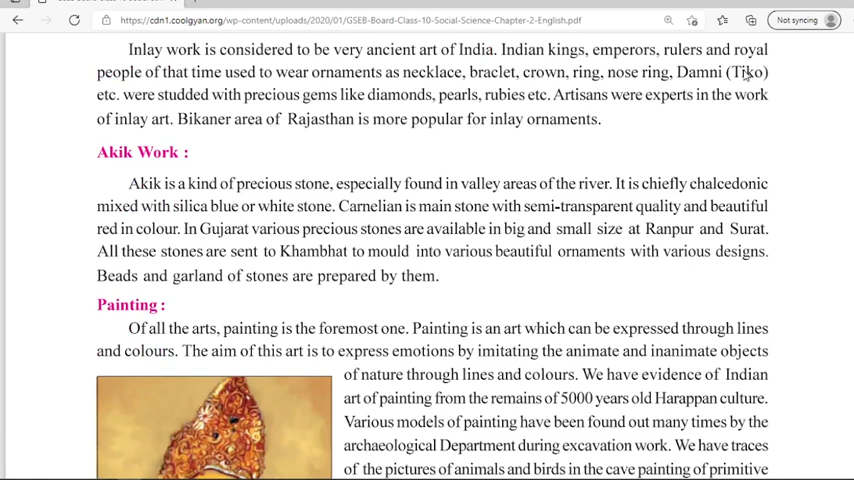 https://cdn1.coolgyan.org/wp-content/uploads/2020/01/GSEB-Board-Class-10-Social-Science-Chapter-2-English.pdf
Not syncing
Inlay work is considered to be very ancient art of India. Indian kings, emperors, rulers and royal
people of that time used to wear ornaments as necklace, braclet, crown, ring, nose ring, Damni (Tiko)
etc. were studded with precious gems like diamonds, pearls, rubies etc. Artisans were experts in the work
of inlay art. Bikaner area of Rajasthan is more popular for inlay ornaments.
Akik Work :
Akik is a kind of precious stone, especially found in valley areas of the river. It is chiefly chalcedonic
mixed with silica blue or white stone. Carnelian is main stone with semi-transparent quality and beautiful
red in colour. In Gujarat various precious stones are available in big and small size at Ranpur and Surat.
All these stones are sent to Khambhat to mould into various beautiful ornaments with various designs.
Beads and garland of stones are prepared by them.
Painting :
Of all the arts, painting is the foremost one. Painting is an art which can be expressed through lines
and colours. The aim of this art is to express emotions by imitating the animate and inanimate objects
of nature through lines and colours. We have evidence of Indian
art of painting from the remains of 5000 years old Harappan culture.
Various models of painting have been found out many times by the
archaeological Department during excavation work. We have traces
of the pictures of animals and birds in the cave painting of primitive